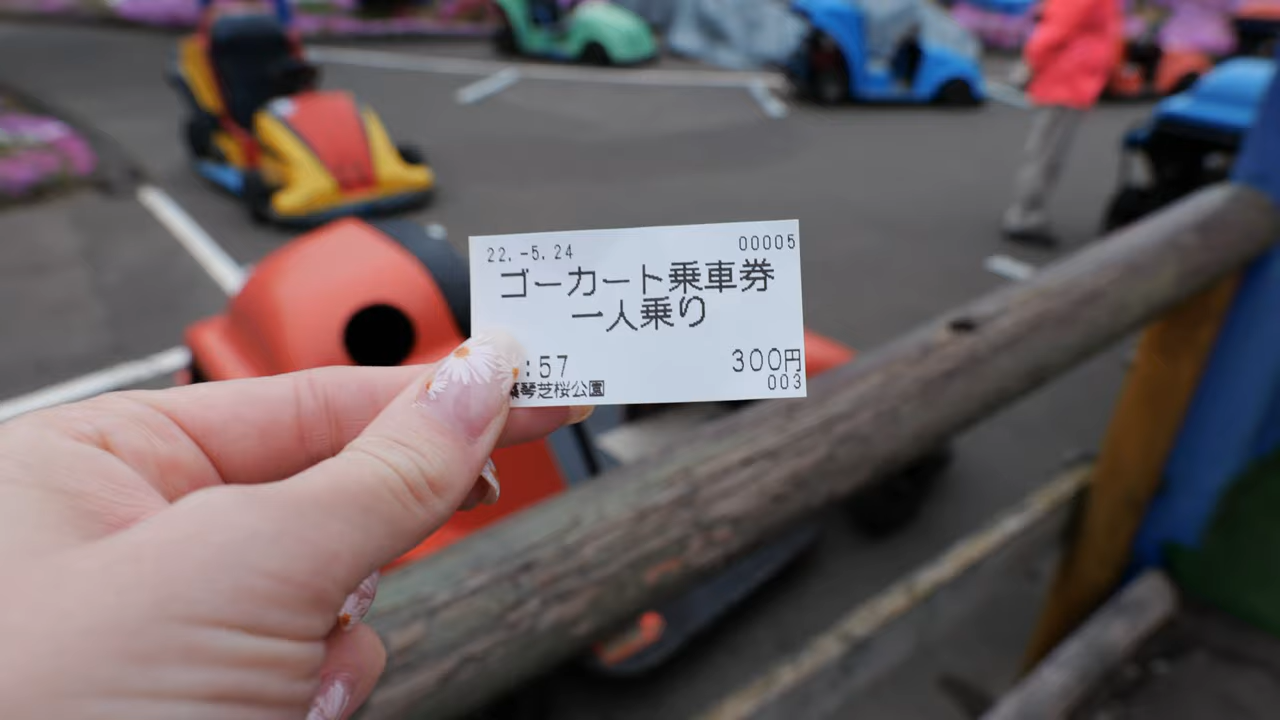 22.-5.24 00005
ゴーカート乗車券
一人乗り
:57 300円
琴芝桜公園 003